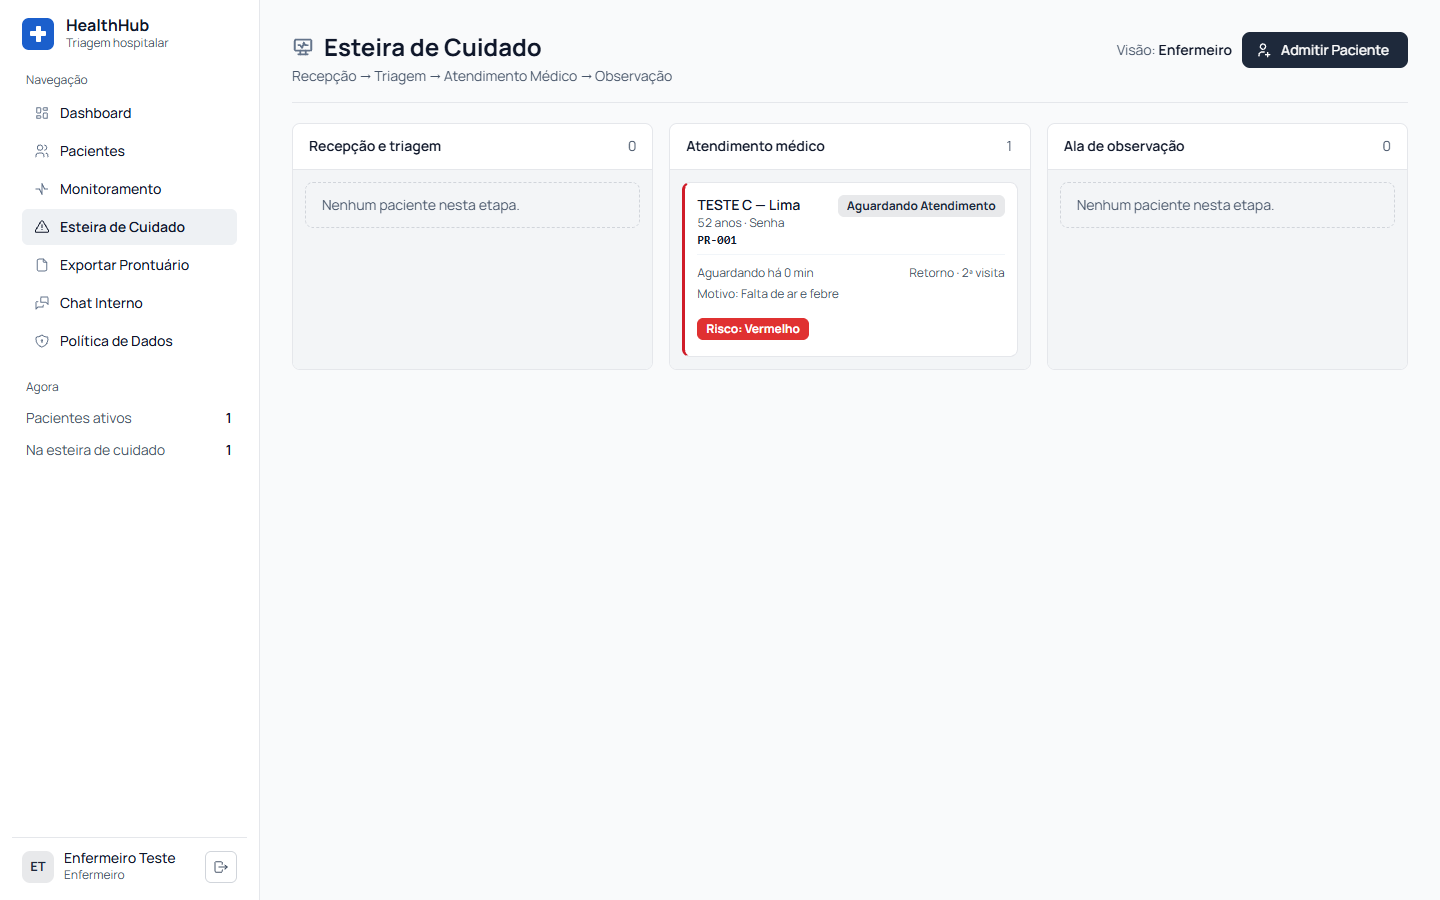 HealthHub
Triagem hospitalar
Navegação
Dashboard
Pacientes
Monitoramento
Esteira de Cuidado
Exportar Prontuário
Chat Interno
Política de Dados
Agora
Pacientes ativos 1
Na esteira de cuidado 1
ET
Enfermeiro Teste
Enfermeiro
Esteira de Cuidado
Recepção → Triagem → Atendimento Médico → Observação
Visão: Enfermeiro
Admitir Paciente
Recepção e triagem 0
Nenhum paciente nesta etapa.
Atendimento médico 1
TESTE C — Lima
Aguardando Atendimento
52 anos · Senha
PR-001
Aguardando há 0 min
Retorno · 2ª visita
Motivo: Falta de ar e febre
Risco: Vermelho
Ala de observação 0
Nenhum paciente nesta etapa.